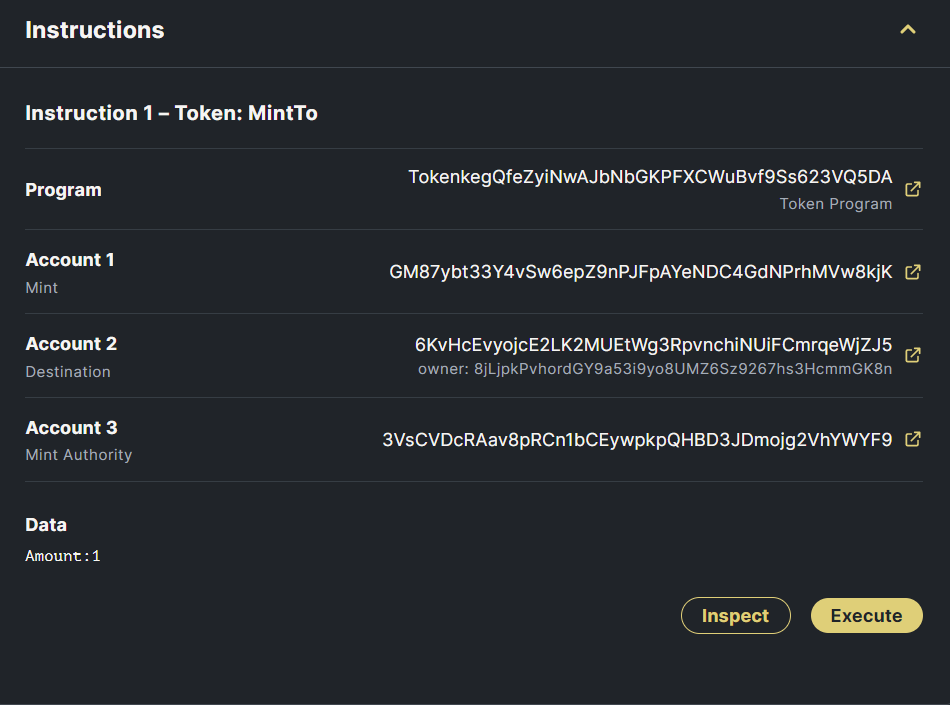 Instructions
Instruction 1 – Token: MintTo
Program
TokenkegQfeZyiNwAJbNbGKPFXCWuBvf9Ss623VQ5DA
Token Program
Account 1
Mint
GM87ybt33Y4vSw6epZ9nPJFpAYeNDC4GdNPrhMVw8kjK
Account 2
Destination
6KvHcEvyojcE2LK2MUEtWg3RpvnchiNUiFCmrqeWjZJ5
owner: 8jLjpkPvhordGY9a53i9yo8UMZ6Sz9267hs3HcmmGK8n
Account 3
Mint Authority
3VsCVDcRAav8pRCn1bCEywpkpQHBD3JDmojg2VhYWYF9
Data
Amount:1
Inspect
Execute